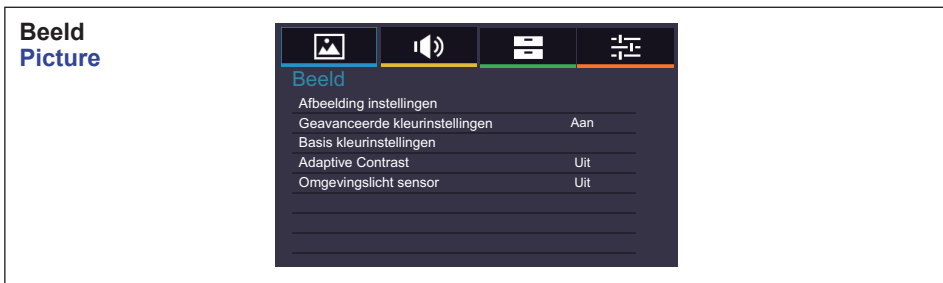 Beeld
Picture
Beeld
Afbeelding instellingen
Geavanceerde kleurinstellingen Aan
Basis kleurinstellingen
Adaptive Contrast Uit
Omgevingslicht sensor Uit